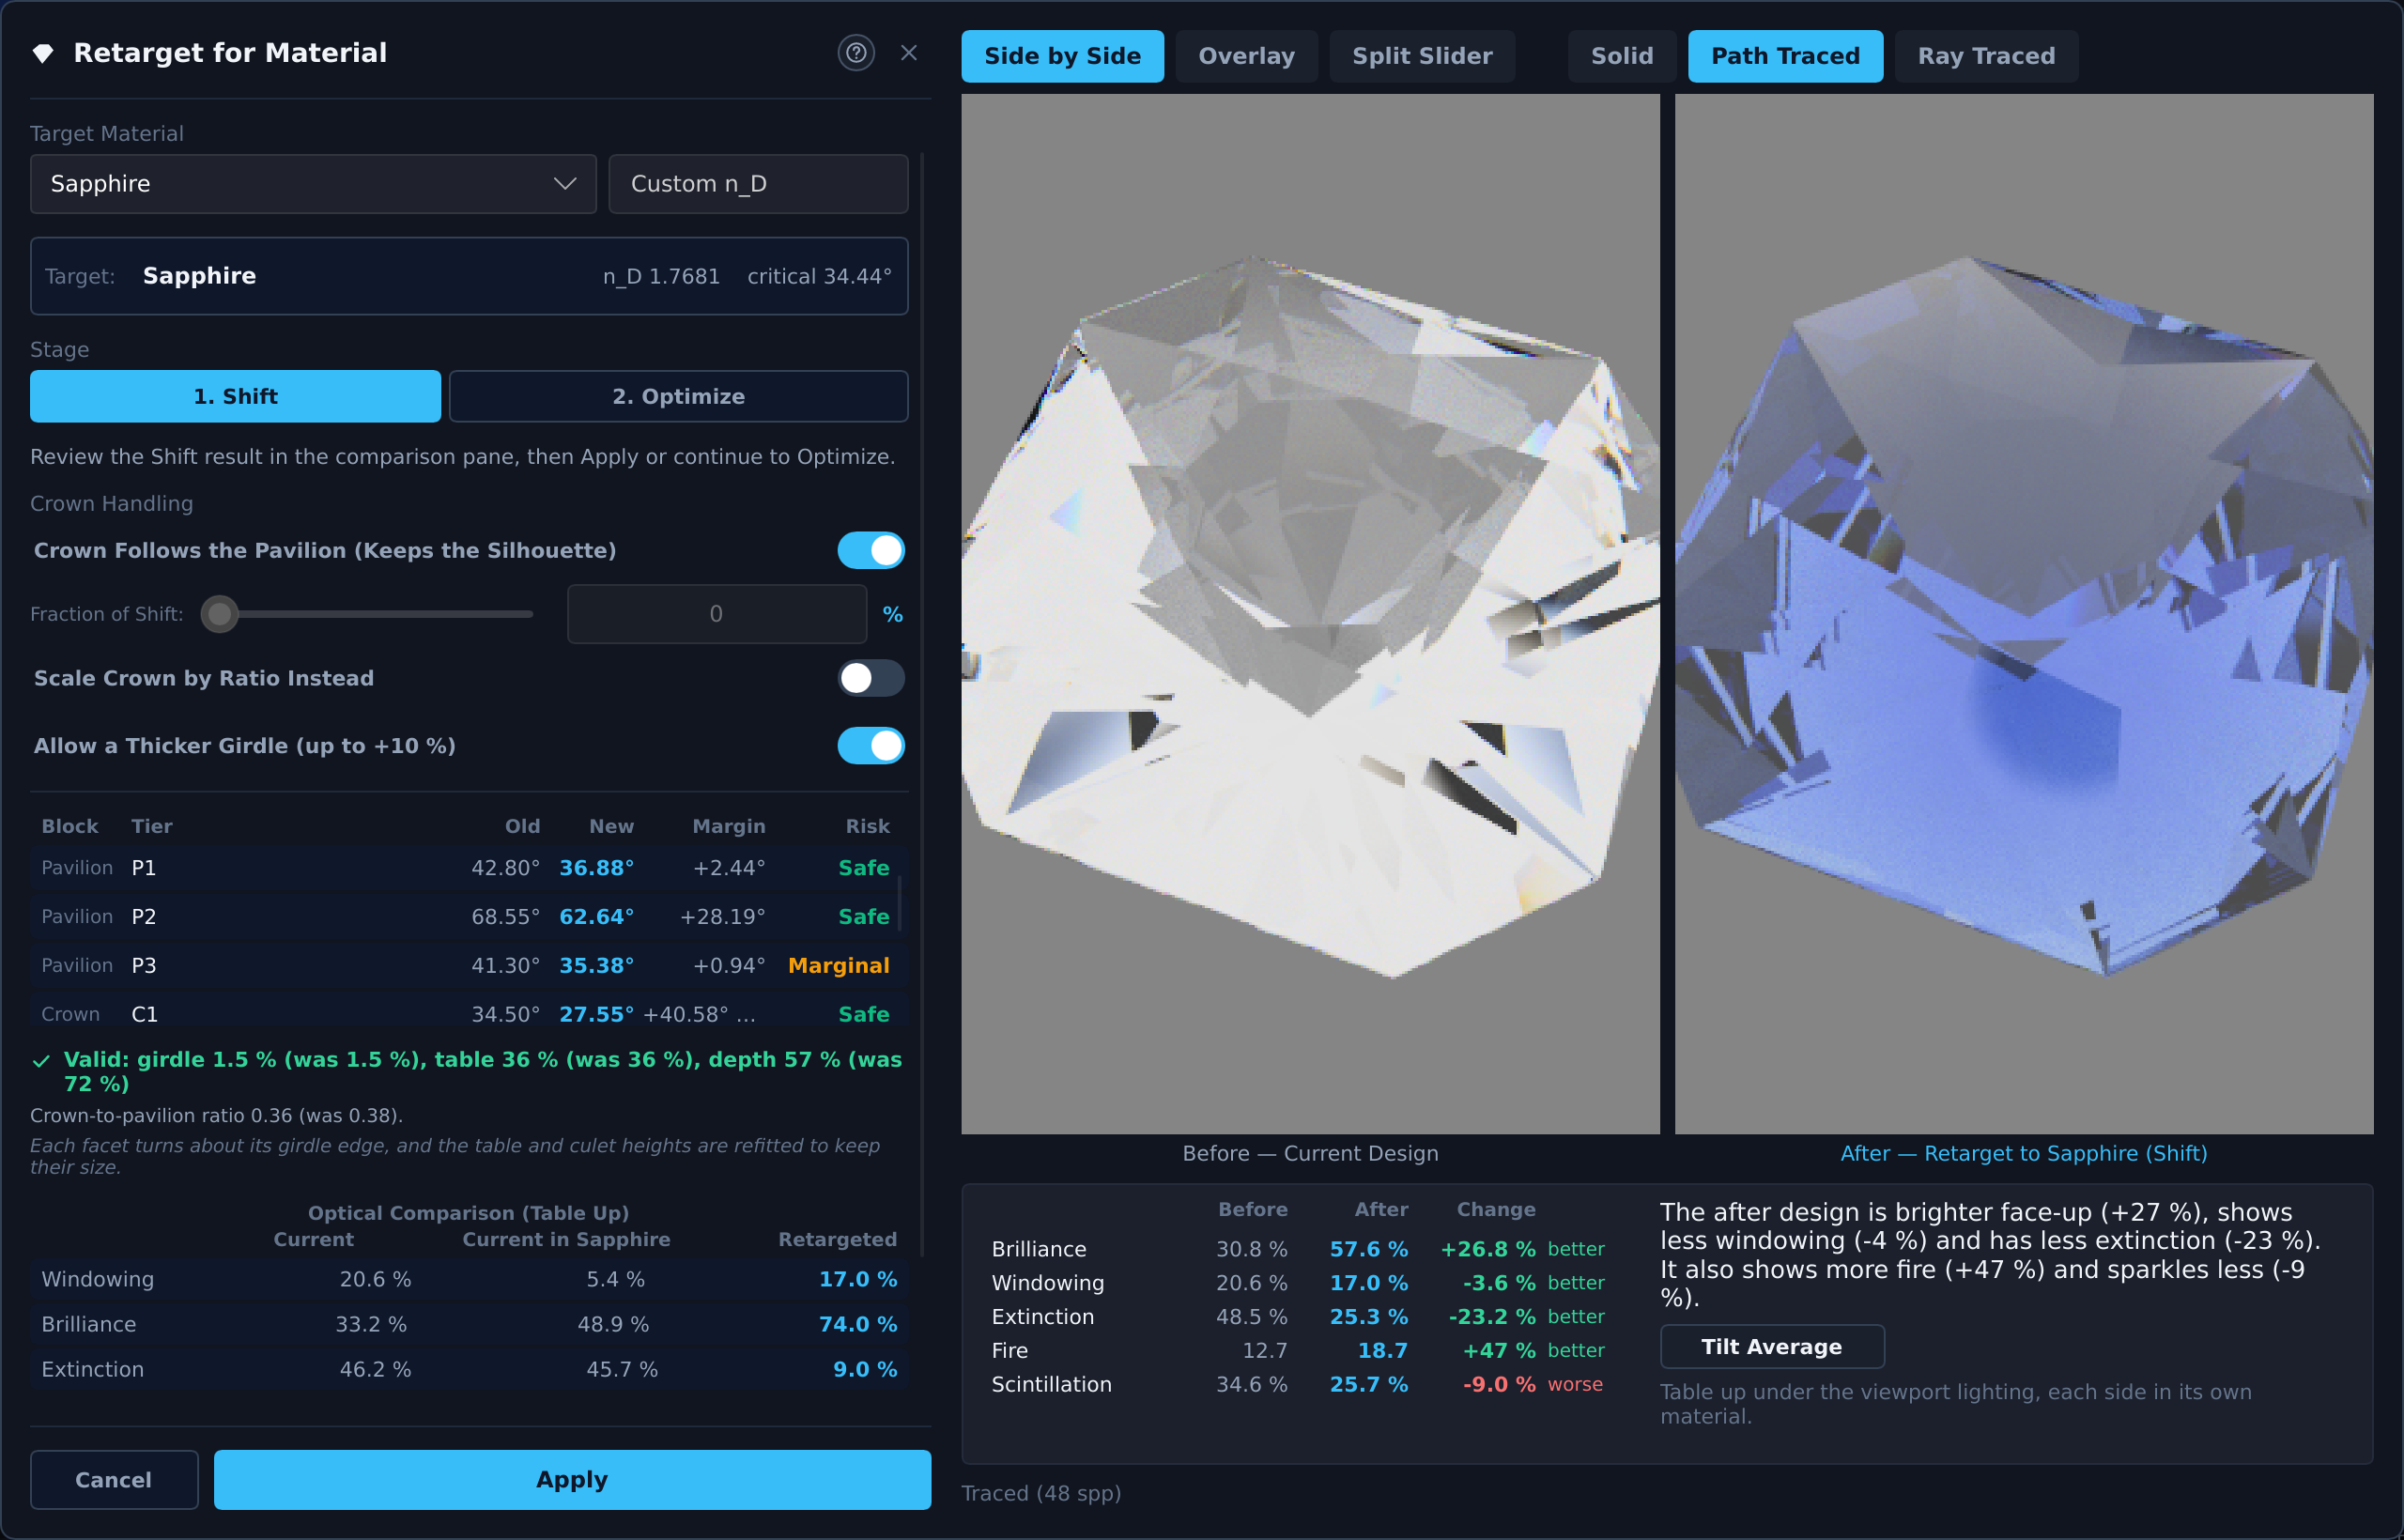 Retarget for Material
Target Material
Sapphire
Custom n_D
Target: Sapphire n_D 1.7681 critical 34.44°
Stage
1. Shift
2. Optimize
Review the Shift result in the comparison pane, then Apply or continue to Optimize.
Crown Handling
Crown Follows the Pavilion (Keeps the Silhouette)
Fraction of Shift: 0 %
Scale Crown by Ratio Instead
Allow a Thicker Girdle (up to +10 %)
Block Tier Old New Margin Risk
Pavilion P1 42.80° 36.88° +2.44° Safe
Pavilion P2 68.55° 62.64° +28.19° Safe
Pavilion P3 41.30° 35.38° +0.94° Marginal
Crown C1 34.50° 27.55° +40.58° ... Safe
Valid: girdle 1.5 % (was 1.5 %), table 36 % (was 36 %), depth 57 % (was
72 %)
Crown-to-pavilion ratio 0.36 (was 0.38).
Each facet turns about its girdle edge, and the table and culet heights are refitted to keep
their size.
Optical Comparison (Table Up)
Current Current in Sapphire Retargeted
Windowing 20.6 % 5.4 % 17.0 %
Brilliance 33.2 % 48.9 % 74.0 %
Extinction 46.2 % 45.7 % 9.0 %
Cancel
Apply
Side by Side
Overlay
Split Slider
Solid
Path Traced
Ray Traced
Before — Current Design
After — Retarget to Sapphire (Shift)
Before After Change
Brilliance 30.8 % 57.6 % +26.8 % better
Windowing 20.6 % 17.0 % -3.6 % better
Extinction 48.5 % 25.3 % -23.2 % better
Fire 12.7 18.7 +47 % better
Scintillation 34.6 % 25.7 % -9.0 % worse
The after design is brighter face-up (+27 %), shows
less windowing (-4 %) and has less extinction (-23 %).
It also shows more fire (+47 %) and sparkles less (-9
%).
Tilt Average
Table up under the viewport lighting, each side in its own
material.
Traced (48 spp)